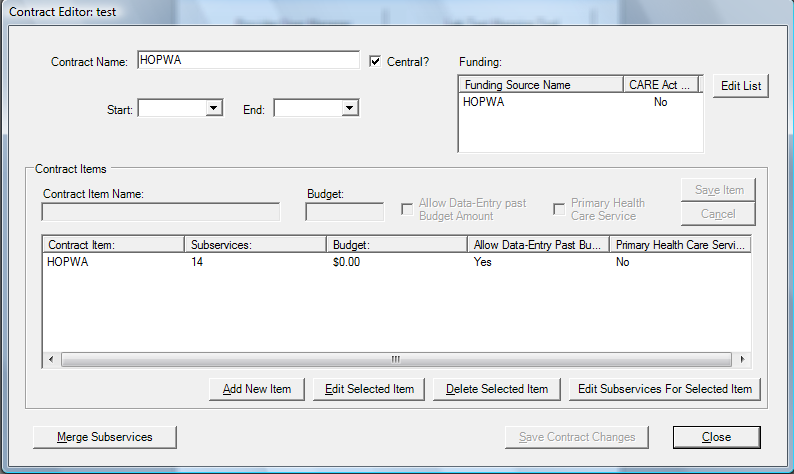 Contract Editor: test
Contract Name: HOPWA Central? Funding:
Funding Source Name CARE Act ... Edit List
HOPWA No
Start: End:
Contract Items
Contract Item Name: Budget: Allow Data-Entry past Budget Amount Primary Health Care Service Save Item
Cancel
Contract Item: Subservices: Budget: Allow Data-Entry Past Bu... Primary Health Care Servi...
HOPWA 14 $0.00 Yes No
Add New Item Edit Selected Item Delete Selected Item Edit Subservices For Selected Item
Merge Subservices Save Contract Changes Close